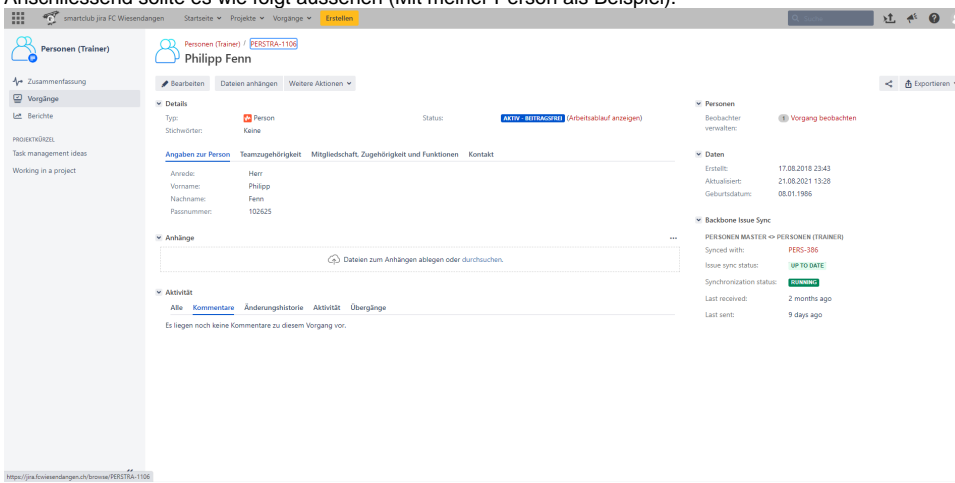 Anschliessend sollte es wie folgt aussehen (Mit meiner Person als Beispiel):
smartclub jira FC Wiesendangen Startseite Projekte Vorgänge Erstellen Suche
Personen (Trainer)
Personen (Trainer) / PERSTRA-1106
Philipp Fenn
Bearbeiten Dateien anhängen Weitere Aktionen Exportieren
Zusammenfassung
Vorgänge
Berichte
PROJEKTKÜRZEL
Task management ideas
Working in a project
Details
Typ: Person Status: AKTIV - BEITRAGSFREI (Arbeitsablauf anzeigen)
Stichwörter: Keine
Angaben zur Person Teamzugehörigkeit Mitgliedschaft, Zugehörigkeit und Funktionen Kontakt
Anrede: Herr
Vorname: Philipp
Nachname: Fenn
Passnummer: 102625
Anhänge
Dateien zum Anhängen ablegen oder durchsuchen.
Aktivität
Alle Kommentare Änderungshistorie Aktivität Übergänge
Es liegen noch keine Kommentare zu diesem Vorgang vor.
Personen
Beobachter verwalten: 1 Vorgang beobachten
Daten
Erstellt: 17.08.2018 23:43
Aktualisiert: 21.08.2021 13:28
Geburtsdatum: 08.01.1986
Backbone Issue Sync
PERSONEN MASTER <> PERSONEN (TRAINER)
Synced with: PERS-386
Issue sync status: UP TO DATE
Synchronization status: RUNNING
Last received: 2 months ago
Last sent: 9 days ago
https://jira.fcwiesendangen.ch/browse/PERSTRA-1106